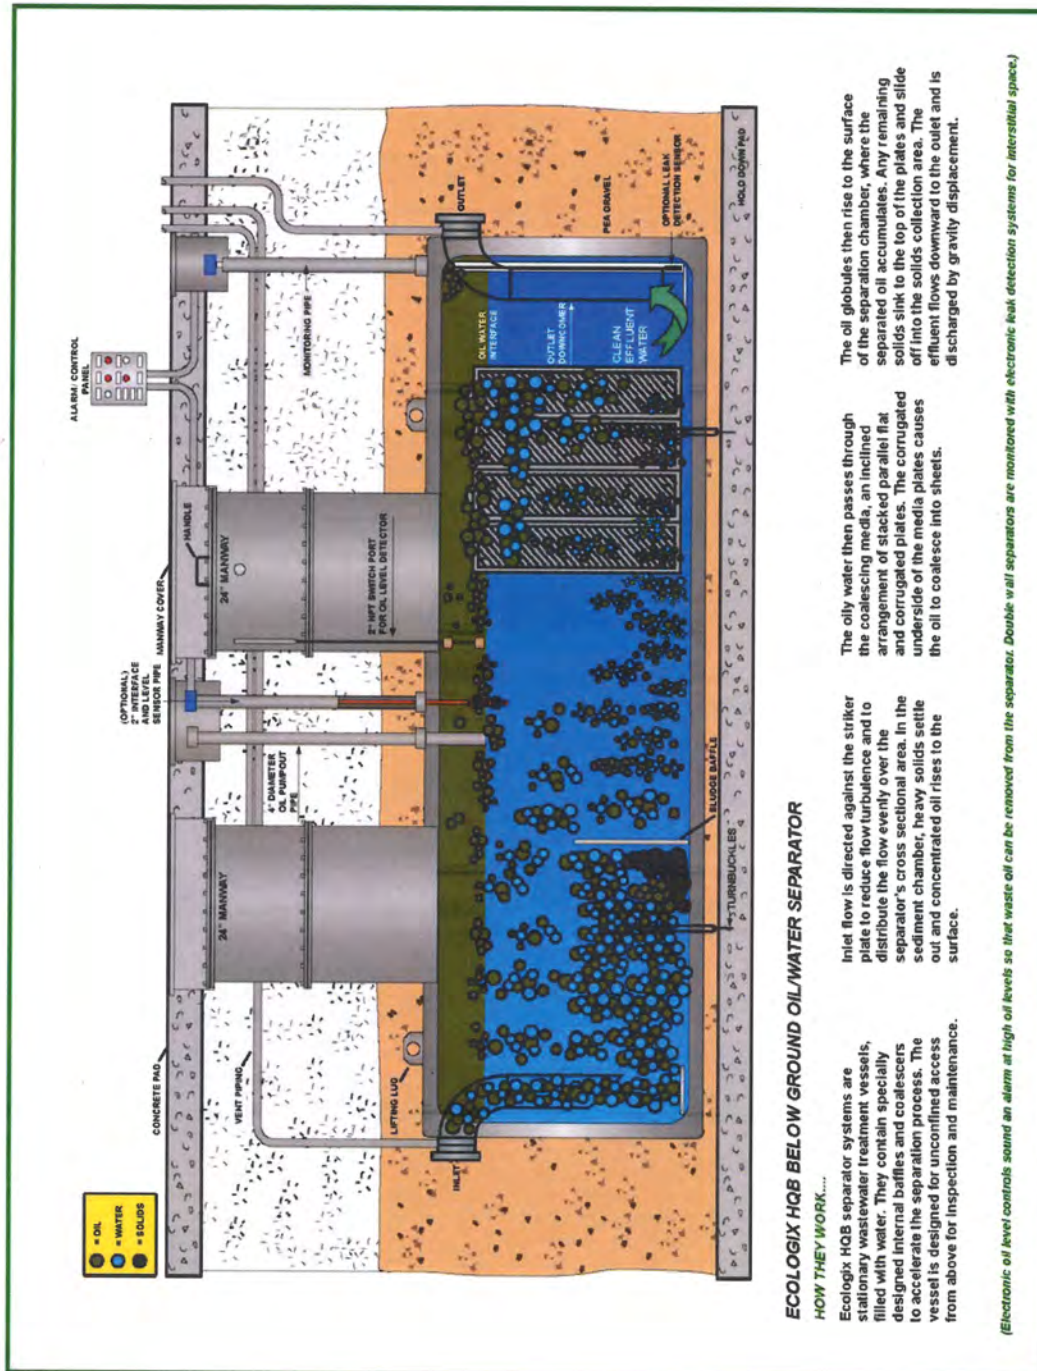 = OIL
= WATER
= SOLIDS
ALARM / CONTROL
PANEL
CONCRETE PAD
(OPTIONAL)
2" INTERFACE
AND LEVEL
SENSOR PIPE
MANWAY COVER
HANDLE
24" MANWAY
24" MANWAY
VENT PIPING
4" DIAMETER
OIL PUMPOUT
PIPE
2" NPT SWITCH PORT
FOR OIL LEVEL DETECTOR
MONITORING PIPE
LIFTING LUG
INLET
OUTLET
OIL WATER
INTERFACE
OUTLET
DOWNCOMER
CLEAN
EFFLUENT
WATER
PEA GRAVEL
OPTIONAL LEAK
DETECTION SENSOR
SLUDGE BAFFLE
TURNBUCKLES
HOLD DOWN PAD
ECOLOGIX HQB BELOW GROUND OIL/WATER SEPARATOR
HOW THEY WORK....
Ecologix HQB separator systems are
stationary wastewater treatment vessels,
filled with water. They contain specially
designed internal baffles and coalescers
to accelerate the separation process. The
vessel is designed for unconfined access
from above for inspection and maintenance.
Inlet flow is directed against the striker
plate to reduce flow turbulence and to
distribute the flow evenly over the
separator's cross sectional area. In the
sediment chamber, heavy solids settle
out and concentrated oil rises to the
surface.
The oily water then passes through
the coalescing media, an inclined
arrangement of stacked parallel flat
and corrugated plates. The corrugated
underside of the media plates causes
the oil to coalesce into sheets.
The oil globules then rise to the surface
of the separation chamber, where the
separated oil accumulates. Any remaining
solids sink to the top of the plates and slide
off into the solids collection area. The
effluent flows downward to the outlet and is
discharged by gravity displacement.
(Electronic oil level controls sound an alarm at high oil levels so that waste oil can be removed from the separator. Double wall separators are monitored with electronic leak detection systems for interstitial space.)